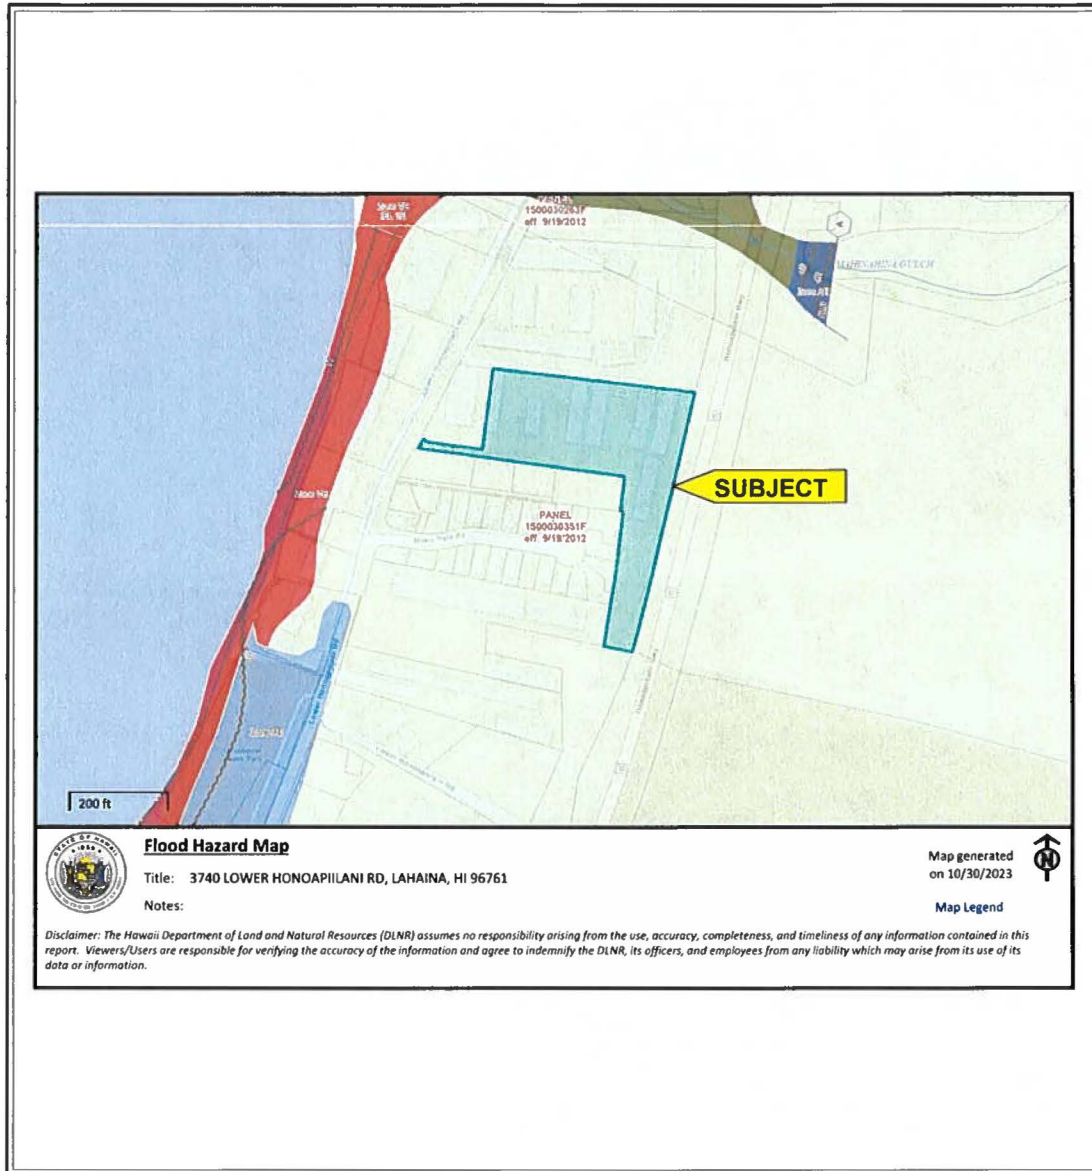 PANEL
1500030263F
eff. 9/19/2012
MAHINAHINA GULCH
SUBJECT
PANEL
1500030351F
eff. 9/19/2012
200 ft
STATE OF HAWAII
1959
Flood Hazard Map
Title: 3740 LOWER HONOAPIILANI RD, LAHAINA, HI 96761
Notes:
Map generated
on 10/30/2023
N
Map Legend
Disclaimer: The Hawaii Department of Land and Natural Resources (DLNR) assumes no responsibility arising from the use, accuracy, completeness, and timeliness of any information contained in this
report. Viewers/Users are responsible for verifying the accuracy of the information and agree to indemnify the DLNR, its officers, and employees from any liability which may arise from its use of its
data or information.